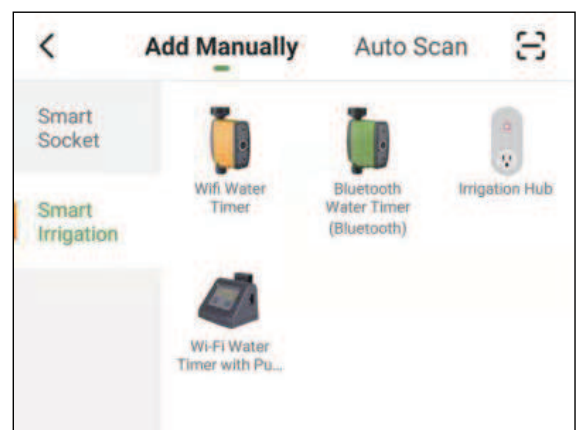 Add Manually
Auto Scan
Smart
Socket
Smart
Irrigation
Wifi Water
Timer
Bluetooth
Water Timer
(Bluetooth)
Irrigation Hub
Wi-Fi Water
Timer with Pu...